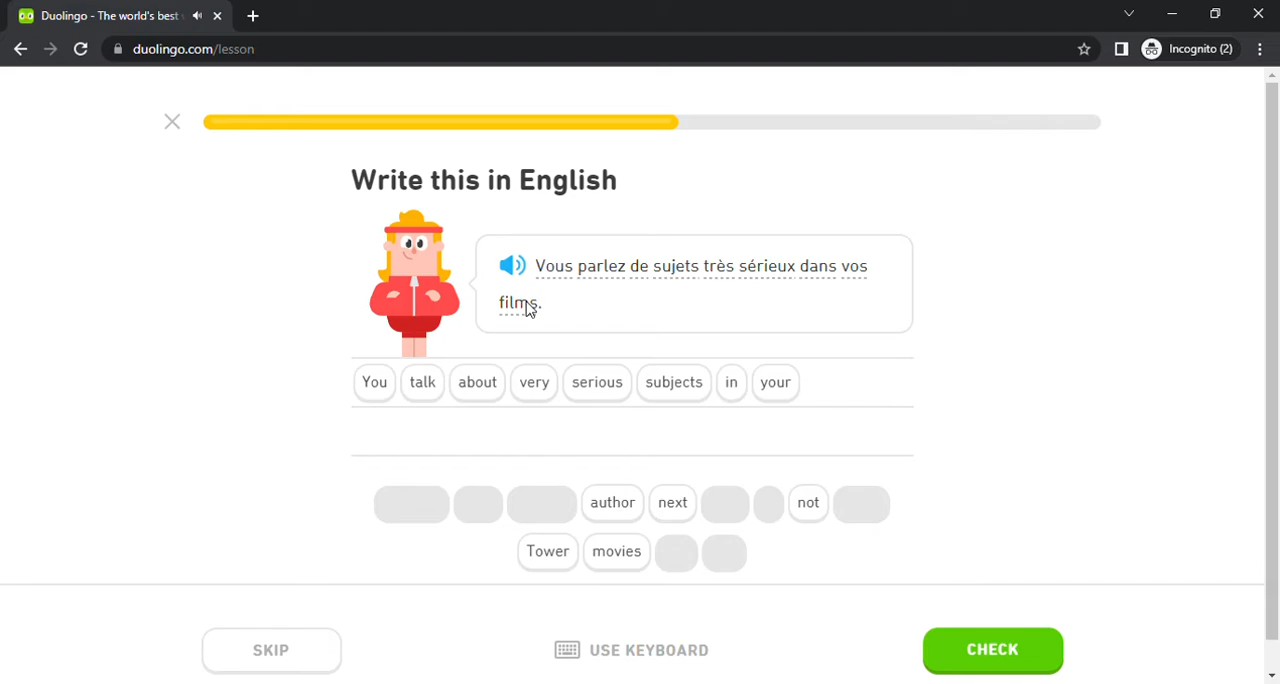 Duolingo - The world's best
duolingo.com/lesson
Incognito (2)
Write this in English
Vous parlez de sujets très sérieux dans vos
films.
You talk about very serious subjects in your
author next not
Tower movies
SKIP USE KEYBOARD CHECK